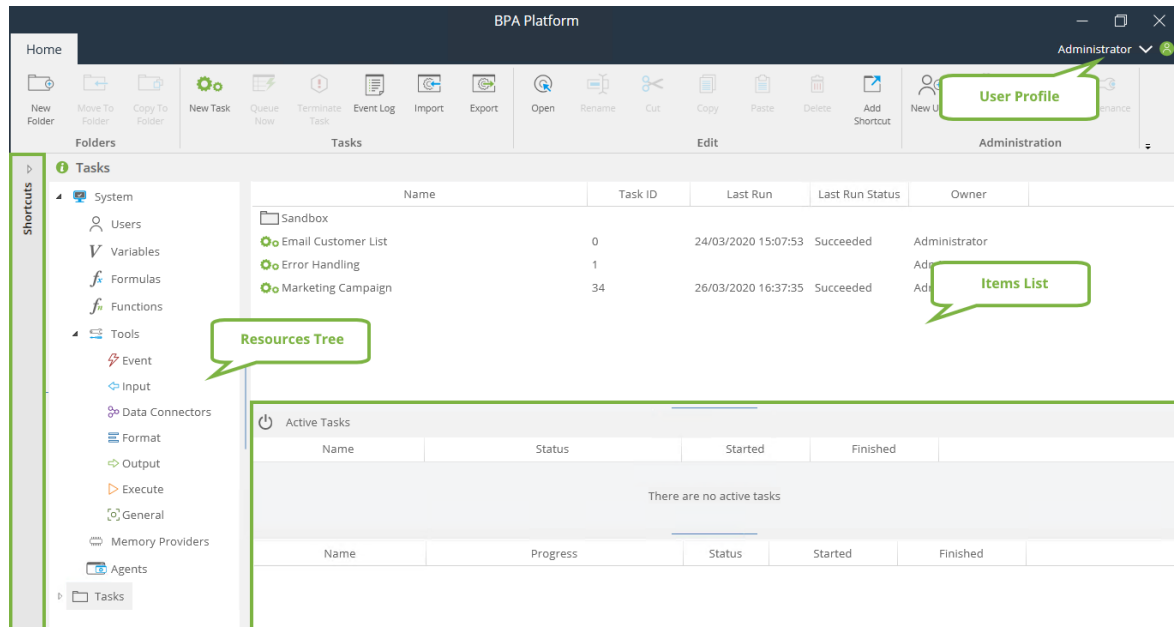 BPA Platform
Home
Administrator
New Folder
Move To Folder
Copy To Folder
New Task
Queue Now
Terminate Task
Event Log
Import
Export
Open
Rename
Cut
Copy
Paste
Delete
Add Shortcut
New U
User Profile
Folders
Tasks
Edit
Administration
Shortcuts
Tasks
System
Users
Variables
Formulas
Functions
Tools
Event
Input
Data Connectors
Format
Output
Execute
General
Memory Providers
Agents
Tasks
Resources Tree
Name Task ID Last Run Last Run Status Owner
Sandbox
Email Customer List 0 24/03/2020 15:07:53 Succeeded Administrator
Error Handling 1
Marketing Campaign 34 26/03/2020 16:37:35 Succeeded
Items List
Active Tasks
Name Status Started Finished
There are no active tasks
Name Progress Status Started Finished